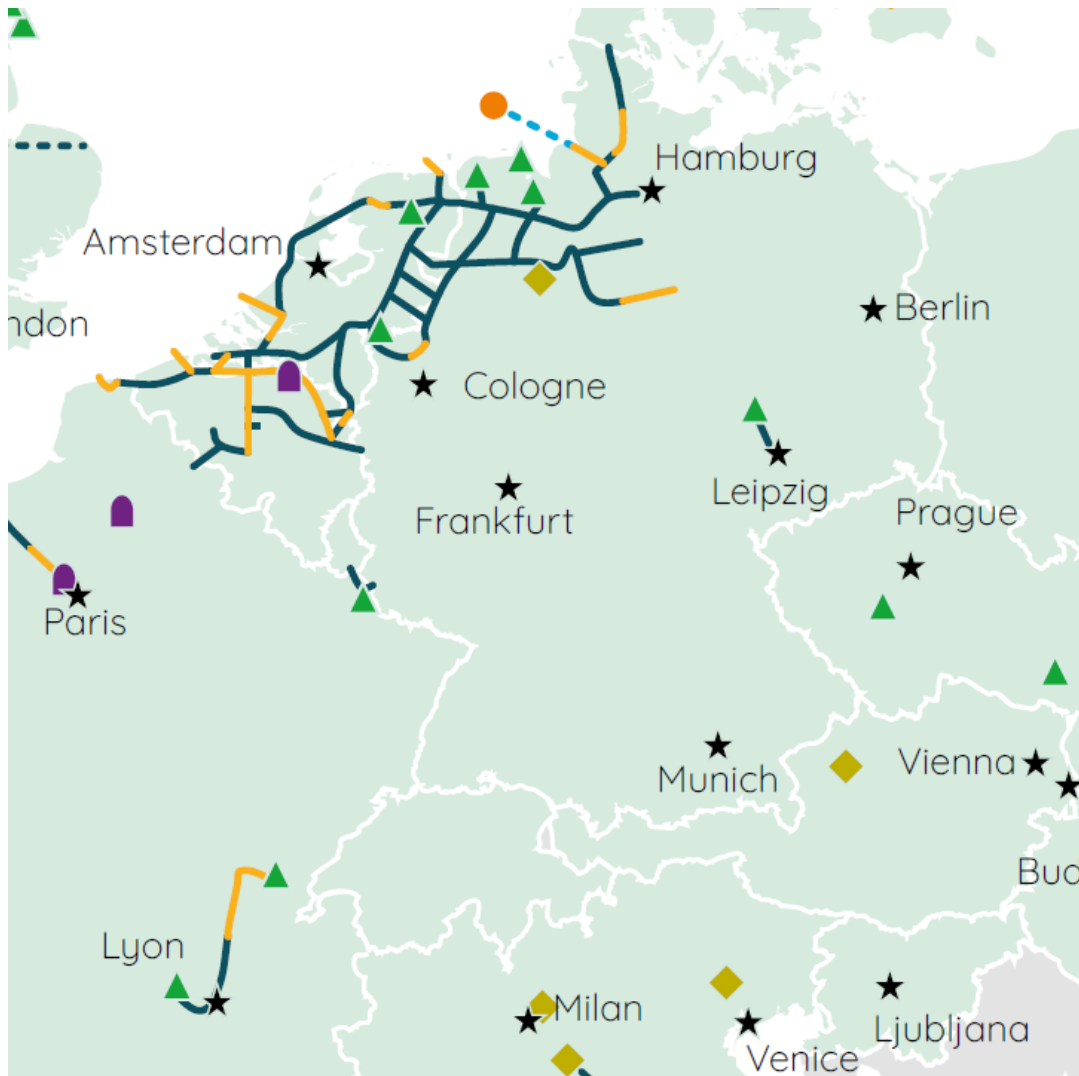 Hamburg
Amsterdam
Berlin
ndon
Cologne
Leipzig
Prague
Frankfurt
Paris
Vienna
Munich
Bud
Lyon
Milan
Ljubljana
Venice